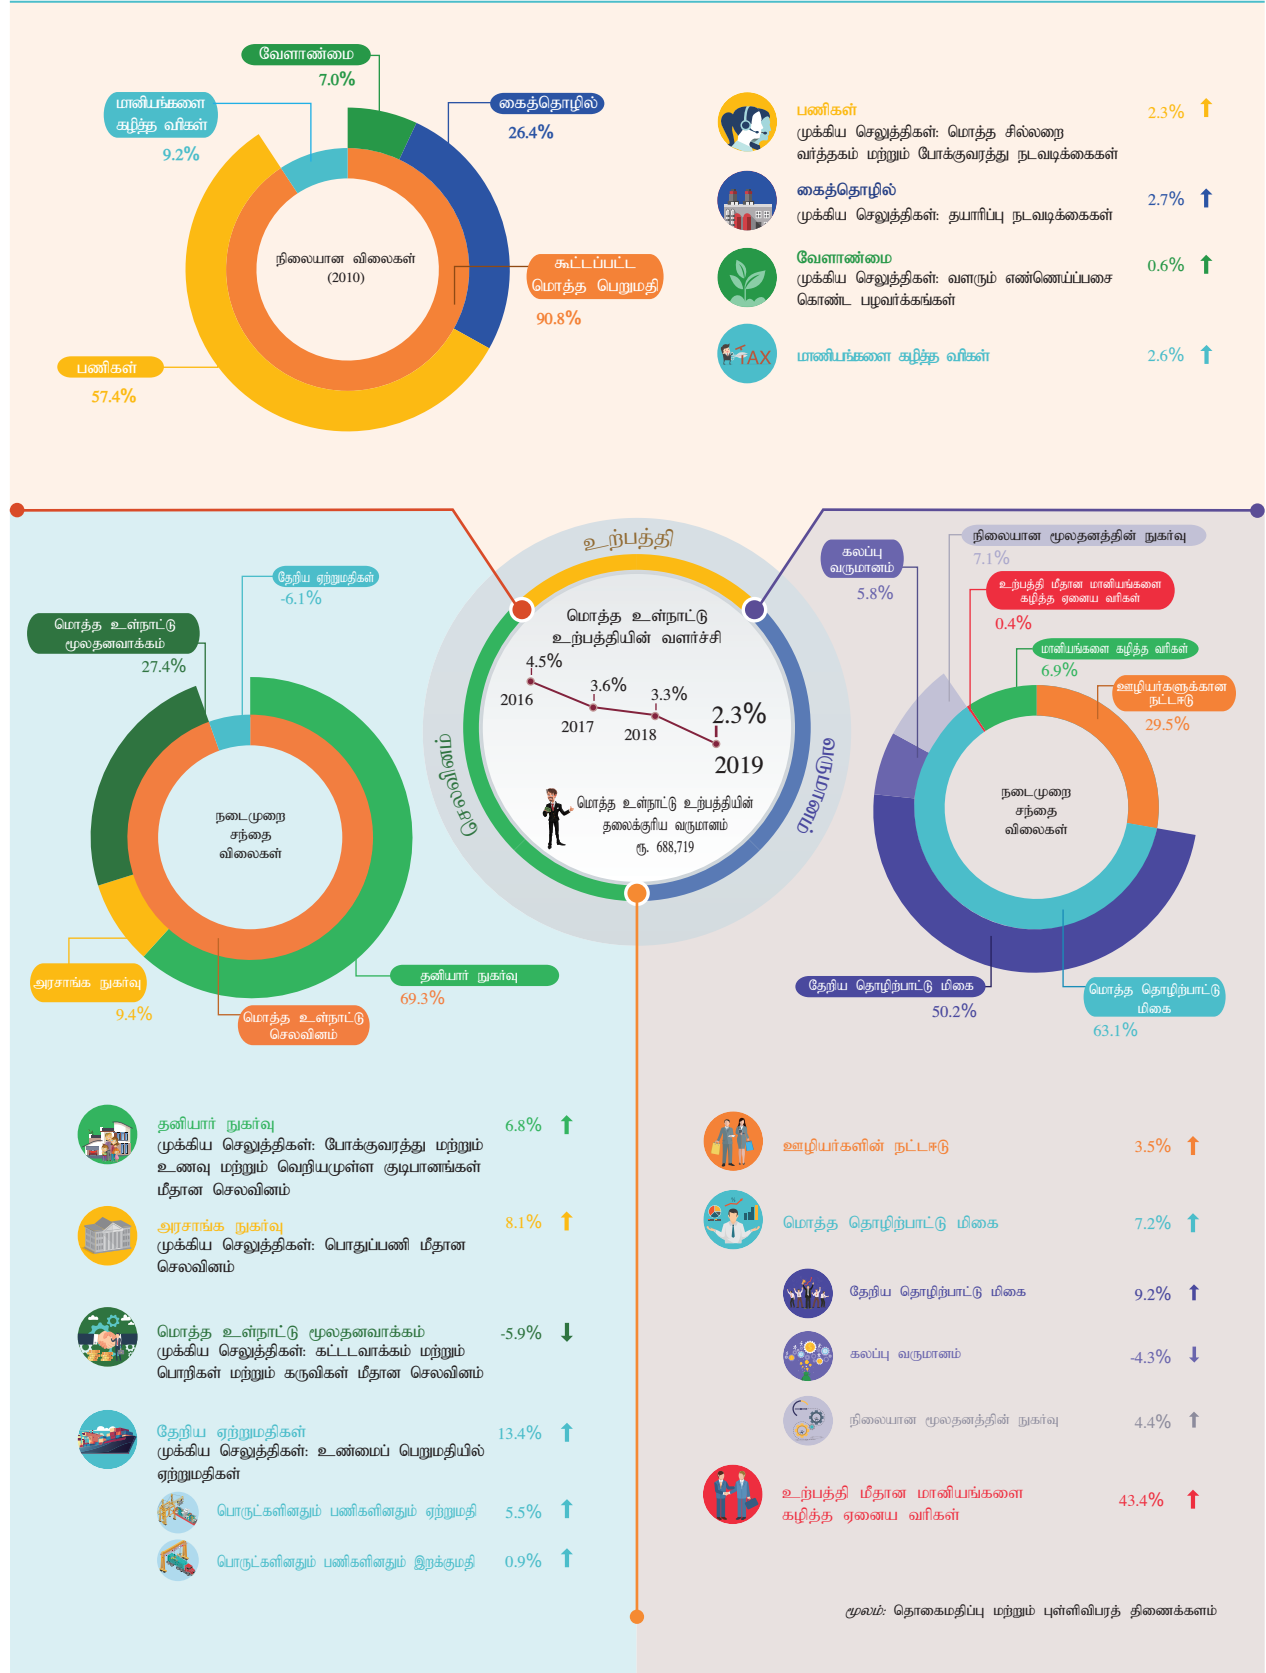 வேளாண்மை
7.0%
மானியங்களை
கழித்த வரிகள்
9.2%
கைத்தொழில்
26.4%
நிலையான விலைகள்
(2010)
கூட்டப்பட்ட
மொத்த பெறுமதி
90.8%
பணிகள்
57.4%
பணிகள்
2.3%
முக்கிய செலுத்திகள்: மொத்த சில்லறை
வர்த்தகம் மற்றும் போக்குவரத்து நடவடிக்கைகள்
கைத்தொழில்
2.7%
முக்கிய செலுத்திகள்: தயாரிப்பு நடவடிக்கைகள்
வேளாண்மை
0.6%
முக்கிய செலுத்திகள்: வளரும் எண்ணெய்ப்பசை
கொண்ட பழவர்க்கங்கள்
TAX
மாணியங்களை கழித்த வரிகள்
2.6%
உற்பத்தி
செலவினம்
வருமானம்
மொத்த உள்நாட்டு
உற்பத்தியின் வளர்ச்சி
4.5%
2016
3.6%
2017
3.3%
2018
2.3%
2019
மொத்த உள்நாட்டு உற்பத்தியின்
தலைக்குரிய வருமானம்
ரூ. 688,719
தேறிய ஏற்றுமதிகள்
-6.1%
மொத்த உள்நாட்டு
மூலதனவாக்கம்
27.4%
நடைமுறை
சந்தை
விலைகள்
அரசாங்க நுகர்வு
9.4%
மொத்த உள்நாட்டு
செலவினம்
தனியார் நுகர்வு
69.3%
கலப்பு
வருமானம்
5.8%
நிலையான மூலதனத்தின் நுகர்வு
7.1%
உற்பத்தி மீதான மானியங்களை
கழித்த ஏனைய வரிகள்
0.4%
மானியங்களை கழித்த வரிகள்
6.9%
ஊழியர்களுக்கான
நட்டஈடு
29.5%
நடைமுறை
சந்தை
விலைகள்
தேறிய தொழிற்பாட்டு மிகை
50.2%
மொத்த தொழிற்பாட்டு
மிகை
63.1%
தனியார் நுகர்வு
6.8%
முக்கிய செலுத்திகள்: போக்குவரத்து மற்றும்
உணவு மற்றும் வெறியமுள்ள குடிபானங்கள்
மீதான செலவினம்
அரசாங்க நுகர்வு
8.1%
முக்கிய செலுத்திகள்: பொதுப்பணி மீதான
செலவினம்
மொத்த உள்நாட்டு மூலதனவாக்கம்
-5.9%
முக்கிய செலுத்திகள்: கட்டடவாக்கம் மற்றும்
பொறிகள் மற்றும் கருவிகள் மீதான செலவினம்
தேறிய ஏற்றுமதிகள்
13.4%
முக்கிய செலுத்திகள்: உண்மைப் பெறுமதியில்
ஏற்றுமதிகள்
பொருட்களினதும் பணிகளினதும் ஏற்றுமதி
5.5%
பொருட்களினதும் பணிகளினதும் இறக்குமதி
0.9%
ஊழியர்களின் நட்டஈடு
3.5%
மொத்த தொழிற்பாட்டு மிகை
7.2%
தேறிய தொழிற்பாட்டு மிகை
9.2%
கலப்பு வருமானம்
-4.3%
நிலையான மூலதனத்தின் நுகர்வு
4.4%
உற்பத்தி மீதான மானியங்களை
கழித்த ஏனைய வரிகள்
43.4%
மூலம்: தொகைமதிப்பு மற்றும் புள்ளிவிபரத் திணைக்களம்